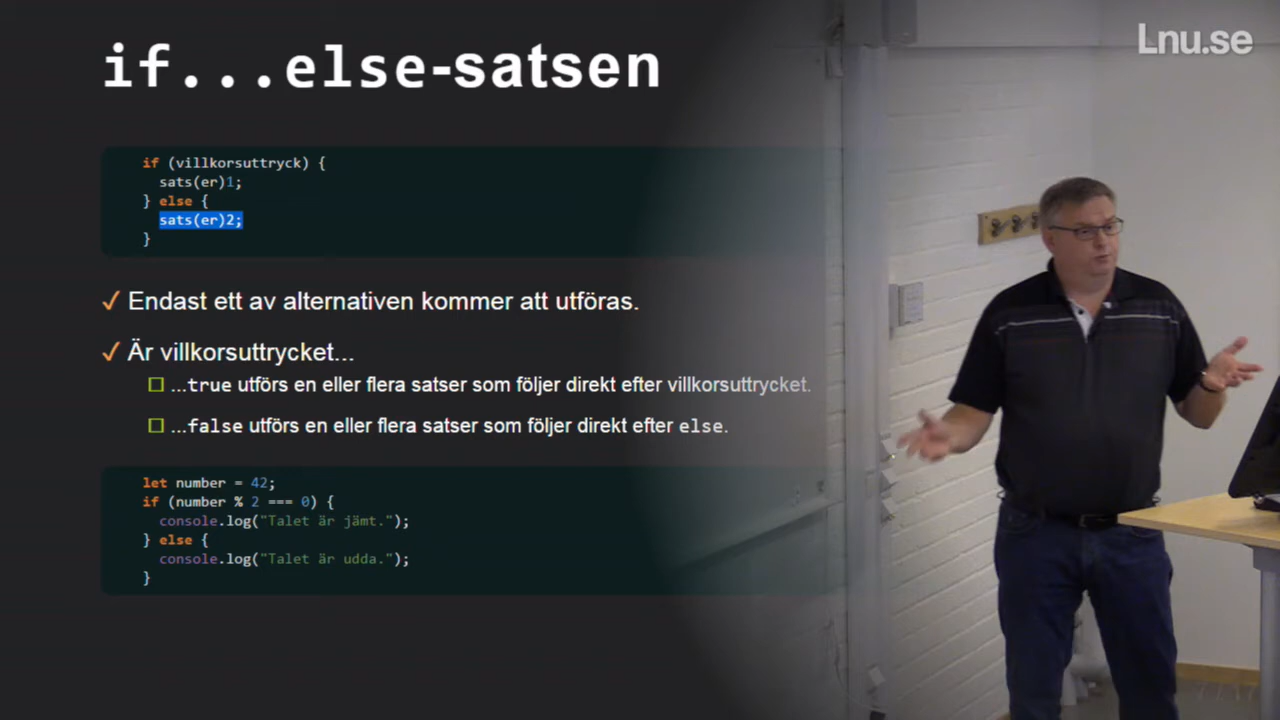 if...else-satsen
Lnu.se
if (villkorsuttryck) {
sats(er)1;
} else {
sats(er)2;
}
✓ Endast ett av alternativen kommer att utföras.
✓ Är villkorsuttrycket...
...true utförs en eller flera satser som följer direkt efter villkorsuttrycket.
...false utförs en eller flera satser som följer direkt efter else.
let number = 42;
if (number % 2 === 0) {
console.log("Talet är jämt.");
} else {
console.log("Talet är udda.");
}